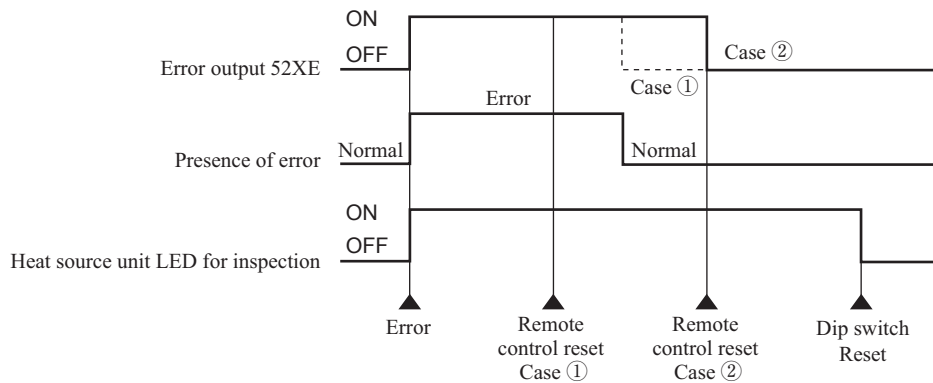 ON
OFF
Error output 52XE
Case ②
Case ①
Error
Presence of error
Normal
Normal
ON
OFF
Heat source unit LED for inspection
Error
Remote
control reset
Case ①
Remote
control reset
Case ②
Dip switch
Reset